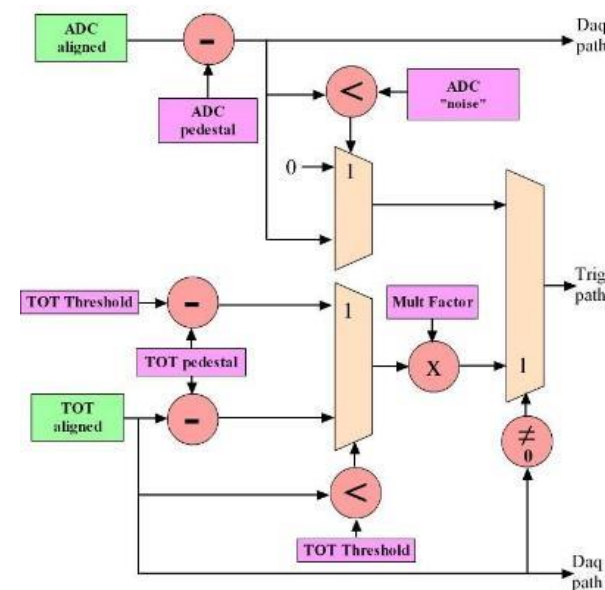 ADC
aligned
-
Daq
path
ADC
pedestal
<
ADC
"noise"
0
1
TOT Threshold
-
1
Mult Factor
Trig
path
TOT pedestal
X
1
TOT
aligned
-
≠
0
<
TOT Threshold
Daq
path